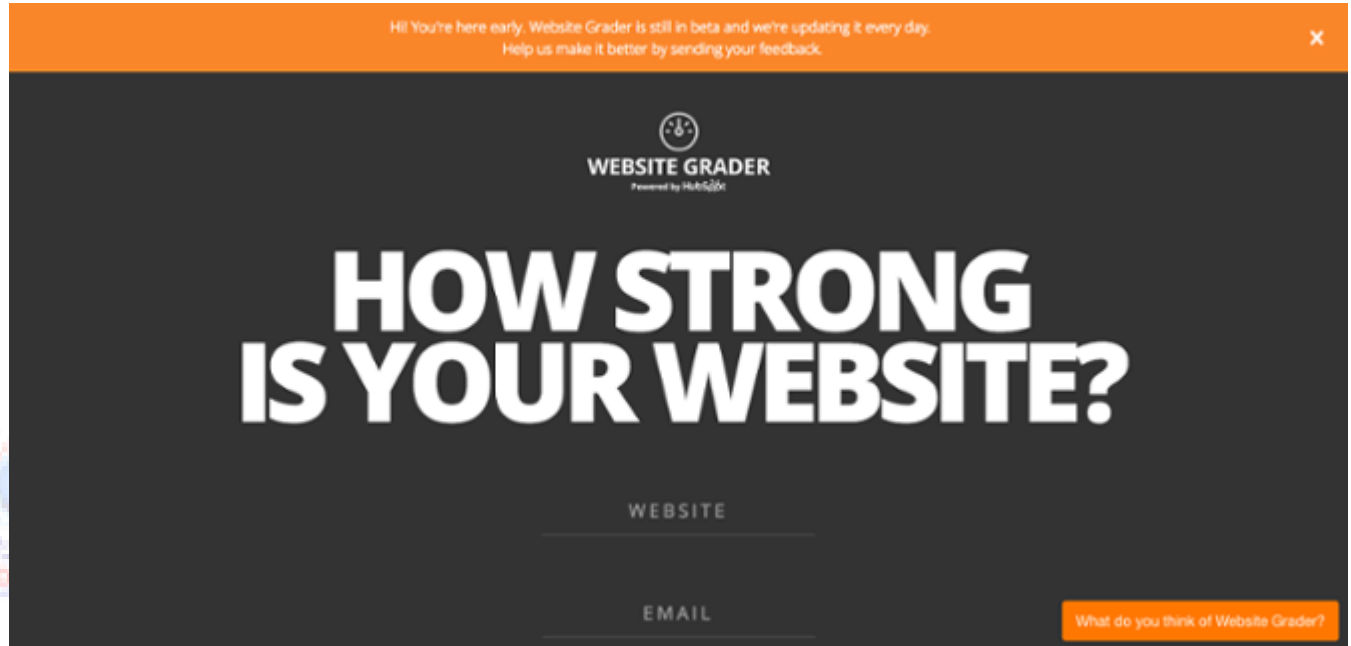 Hi! You're here early. Website Grader is still in beta and we're updating it every day.
Help us make it better by sending your feedback.
×
WEBSITE GRADER
Powered by HubSpot
HOW STRONG
IS YOUR WEBSITE?
WEBSITE
EMAIL
What do you think of Website Grader?